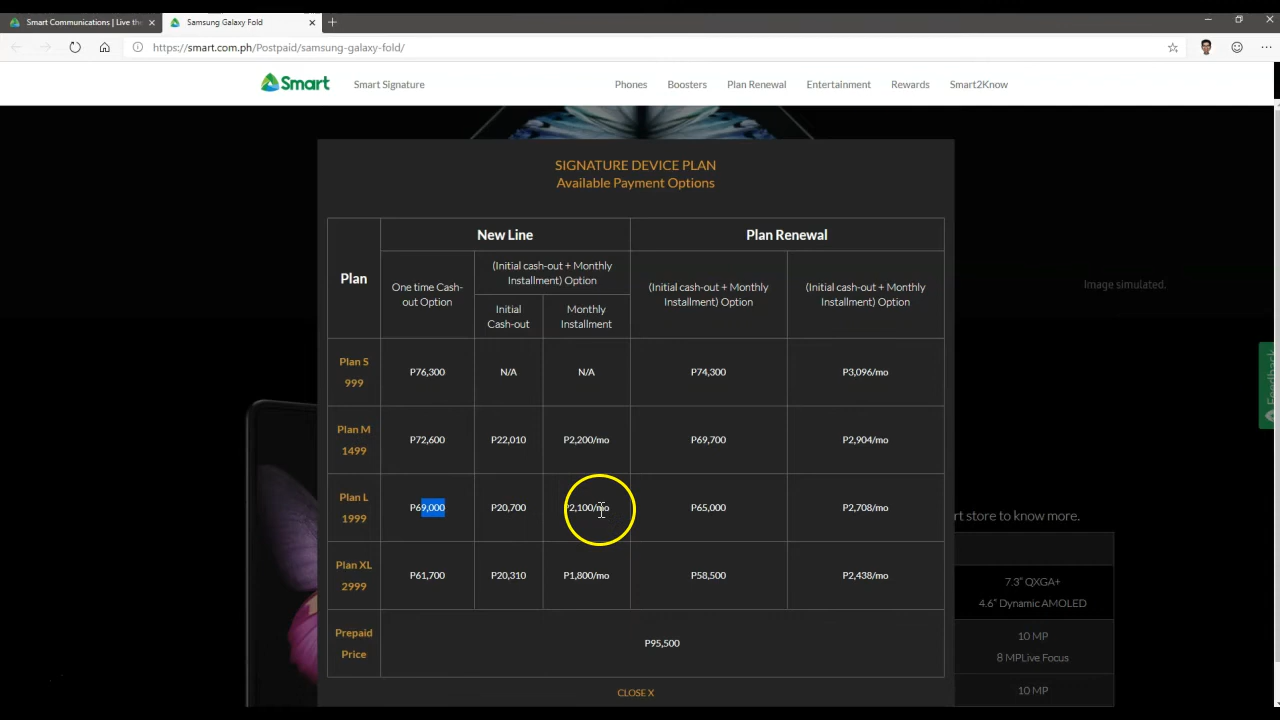 Smart Communications | Live the
Samsung Galaxy Fold
https://smart.com.ph/Postpaid/samsung-galaxy-fold/
Smart
Smart Signature
Phones
Boosters
Plan Renewal
Entertainment
Rewards
Smart2Know
SIGNATURE DEVICE PLAN
Available Payment Options
Plan
New Line
Plan Renewal
One time Cash-
out Option
(Initial cash-out + Monthly
Installment) Option
Initial
Cash-out
Monthly
Installment
(Initial cash-out + Monthly
Installment) Option
(Initial cash-out + Monthly
Installment) Option
Plan S
999
P76,300
N/A
N/A
P74,300
P3,096/mo
Plan M
1499
P72,600
P22,010
P2,200/mo
P69,700
P2,904/mo
Plan L
1999
P69,000
P20,700
P2,100/mo
P65,000
P2,708/mo
Plan XL
2999
P61,700
P20,310
P1,800/mo
P58,500
P2,438/mo
Prepaid
Price
P95,500
CLOSE X
Image simulated.
Feedback
rt store to know more.
7.3" QXGA+
4.6" Dynamic AMOLED
10 MP
8 MPLive Focus
10 MP